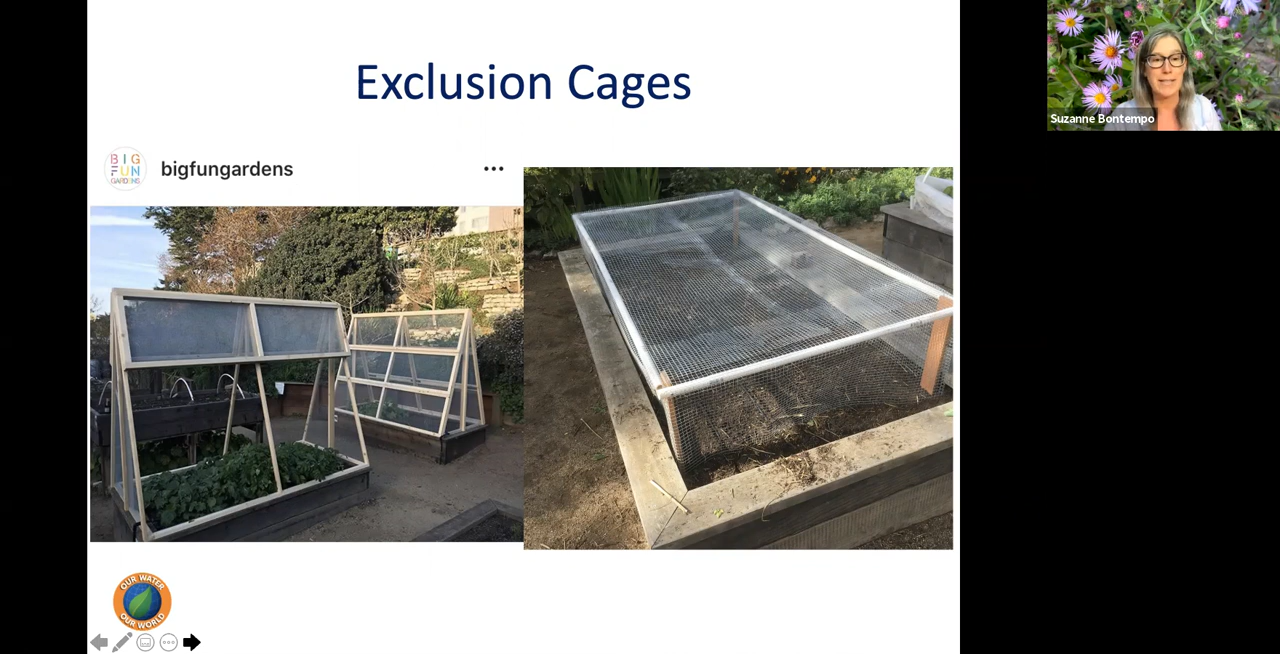 Exclusion Cages
BIG
FUN
GARDENS
bigfungardens
Suzanne Bontempo
OUR WATER
OUR WORLD